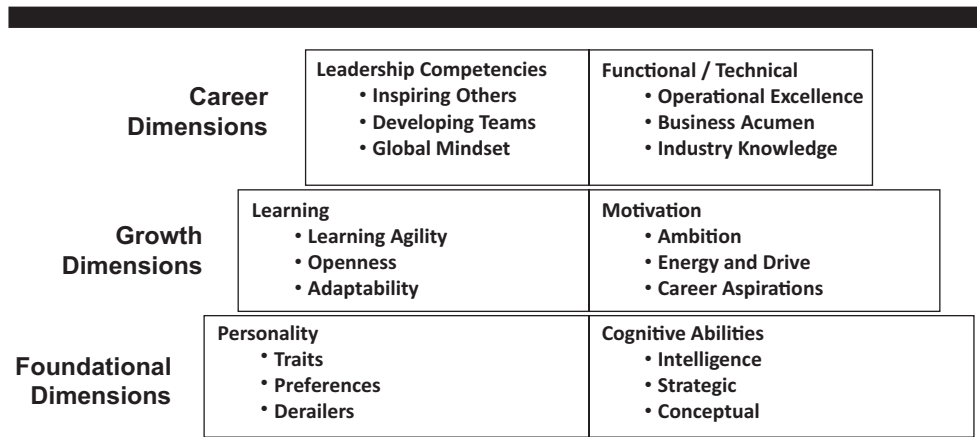 Career
Dimensions
Leadership Competencies
• Inspiring Others
• Developing Teams
• Global Mindset
Functional / Technical
• Operational Excellence
• Business Acumen
• Industry Knowledge
Growth
Dimensions
Learning
• Learning Agility
• Openness
• Adaptability
Motivation
• Ambition
• Energy and Drive
• Career Aspirations
Foundational
Dimensions
Personality
• Traits
• Preferences
• Derailers
Cognitive Abilities
• Intelligence
• Strategic
• Conceptual